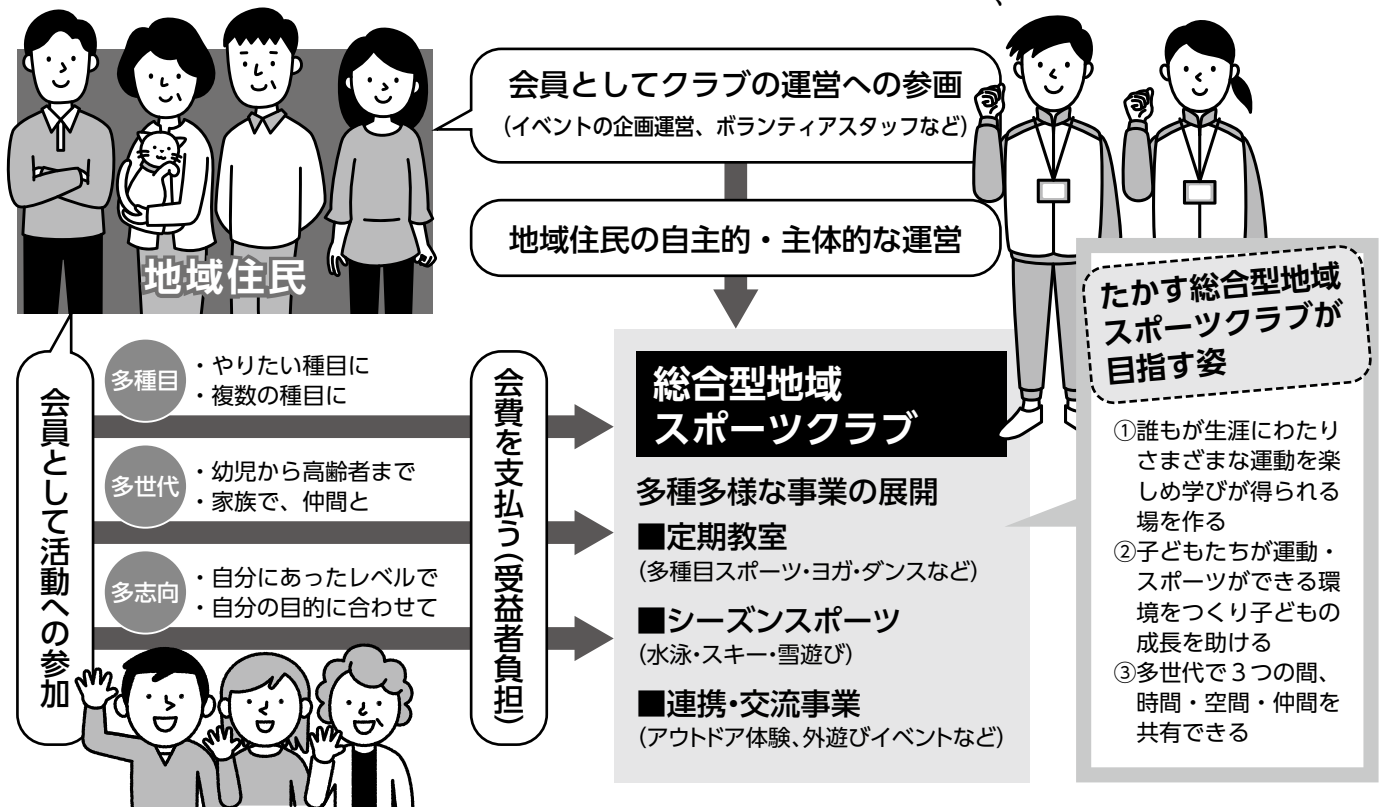 会員としてクラブの運営への参画
（イベントの企画運営、ボランティアスタッフなど）
地域住民の自主的・主体的な運営
地域住民
会員として活動への参加
多種目
・やりたい種目に
・複数の種目に
多世代
・幼児から高齢者まで
・家族で、仲間と
多志向
・自分にあったレベルで
・自分の目的に合わせて
会費を支払う（受益者負担）
総合型地域
スポーツクラブ
多種多様な事業の展開
■定期教室
（多種目スポーツ・ヨガ・ダンスなど）
■シーズンスポーツ
（水泳・スキー・雪遊び）
■連携・交流事業
（アウトドア体験、外遊びイベントなど）
たかす総合型地域
スポーツクラブが
目指す姿
①誰もが生涯にわたり
さまざまな運動を楽
しめ学びが得られる
場を作る
②子どもたちが運動・
スポーツができる環
境をつくり子どもの
成長を助ける
③多世代で３つの間、
時間・空間・仲間を
共有できる